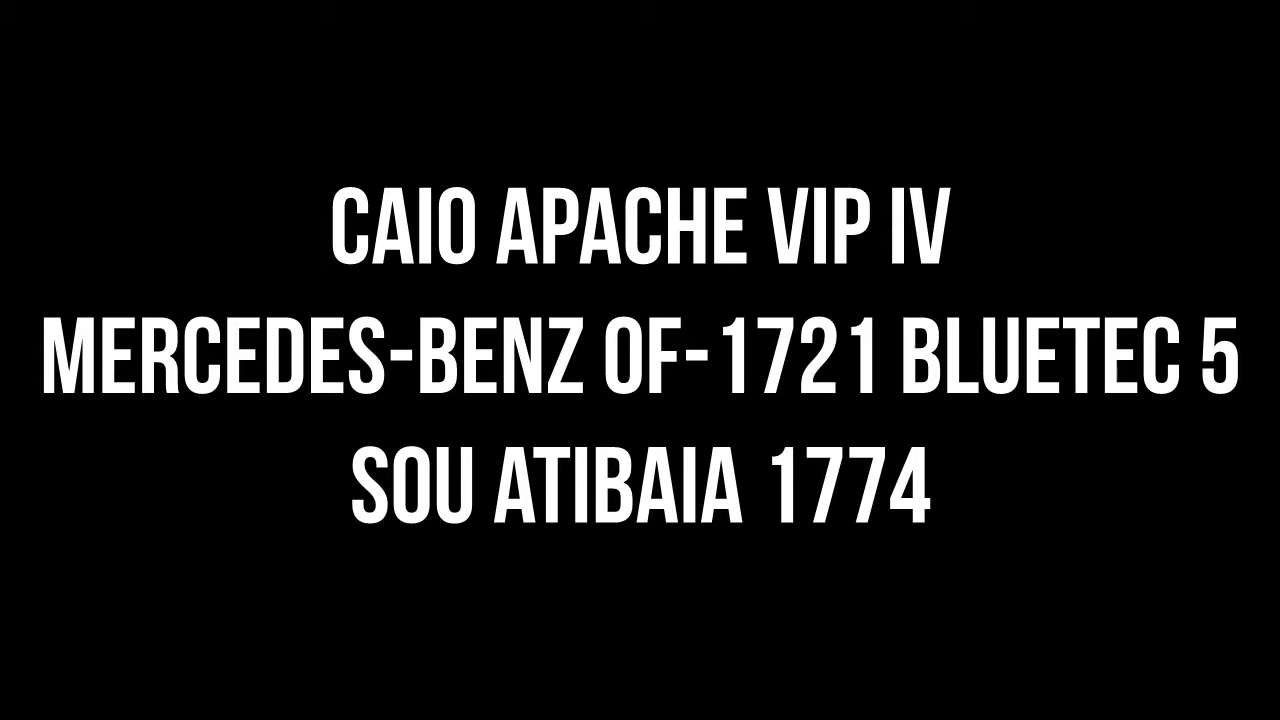 CAIO APACHE VIP IV
MERCEDES-BENZ OF-1721 BLUETEC 5
SOU ATIBAIA 1774